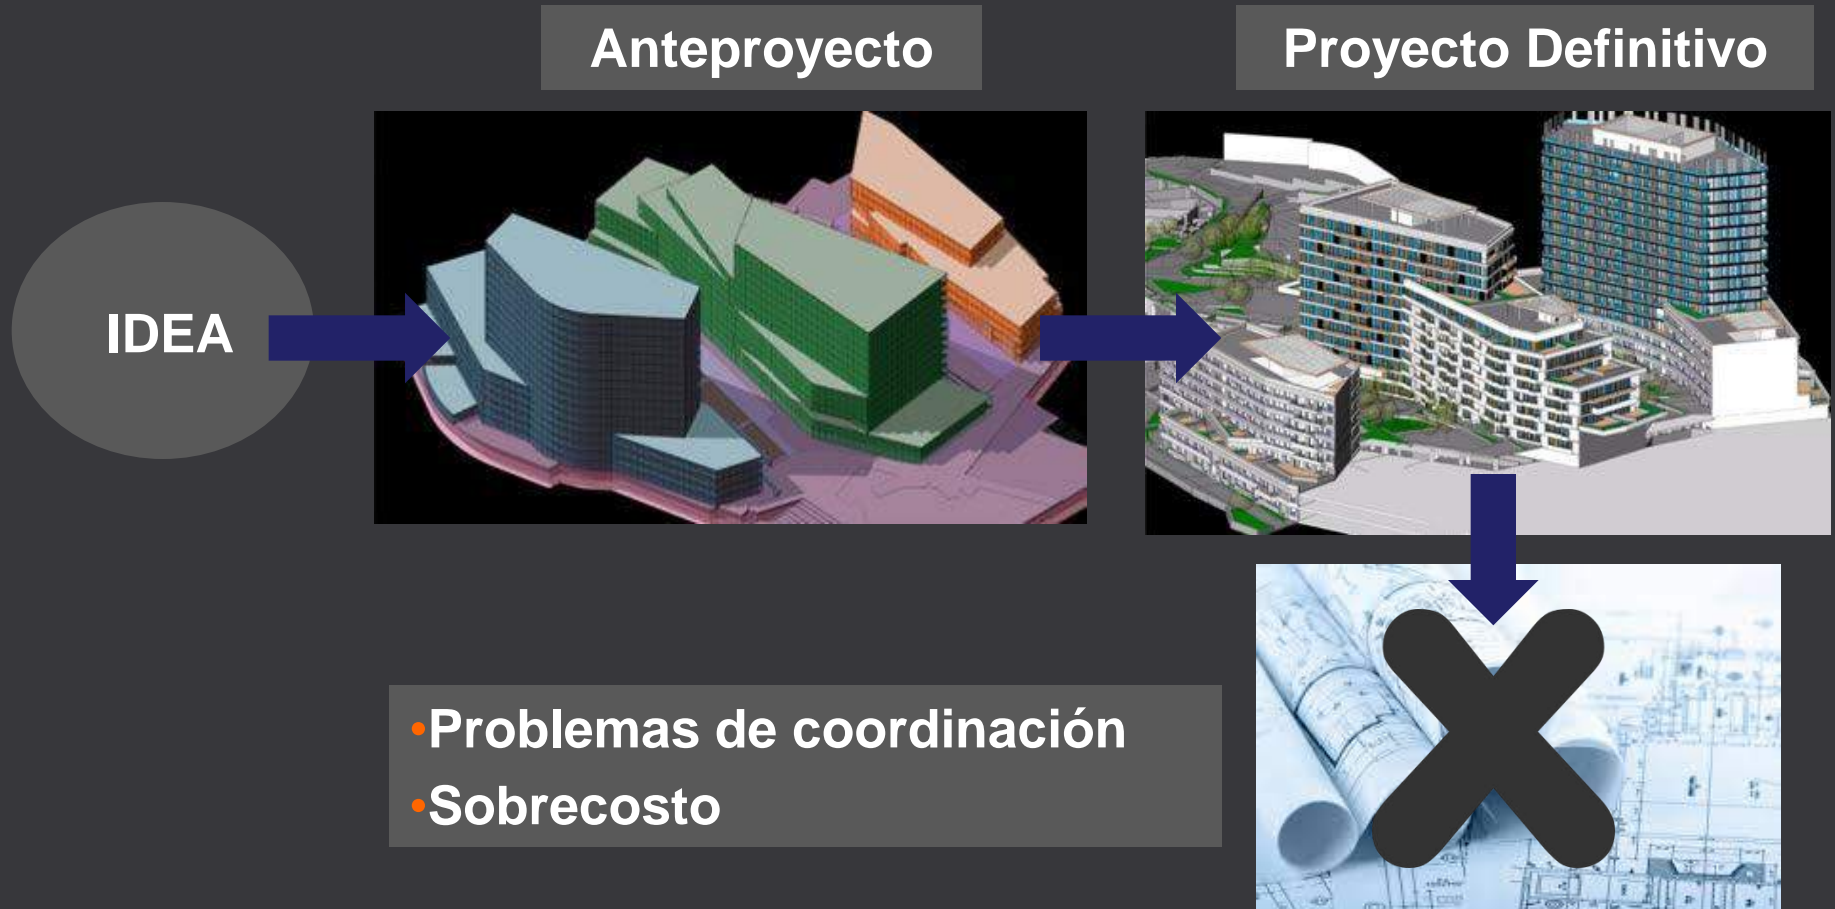 Anteproyecto
Proyecto Definitivo
IDEA
•Problemas de coordinación
•Sobrecosto